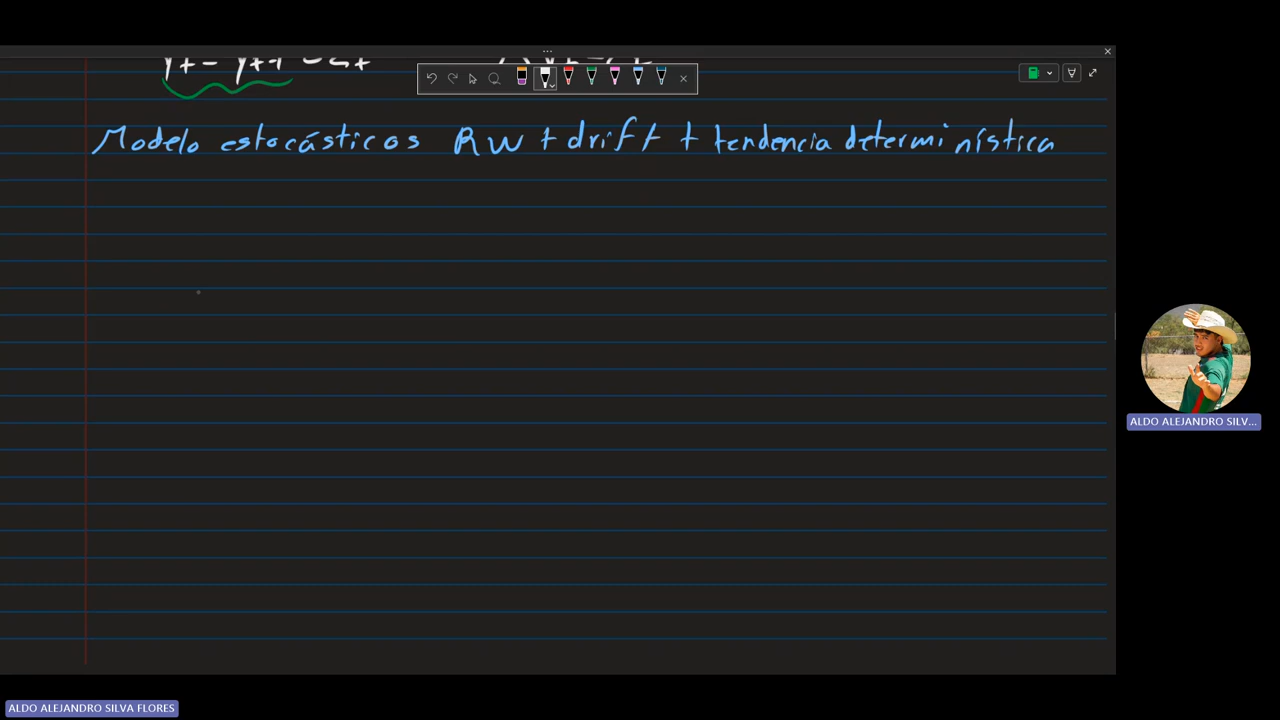 Modelo estocásticos RW + drift + tendencia determinística
ALDO ALEJANDRO SILV...
ALDO ALEJANDRO SILVA FLORES